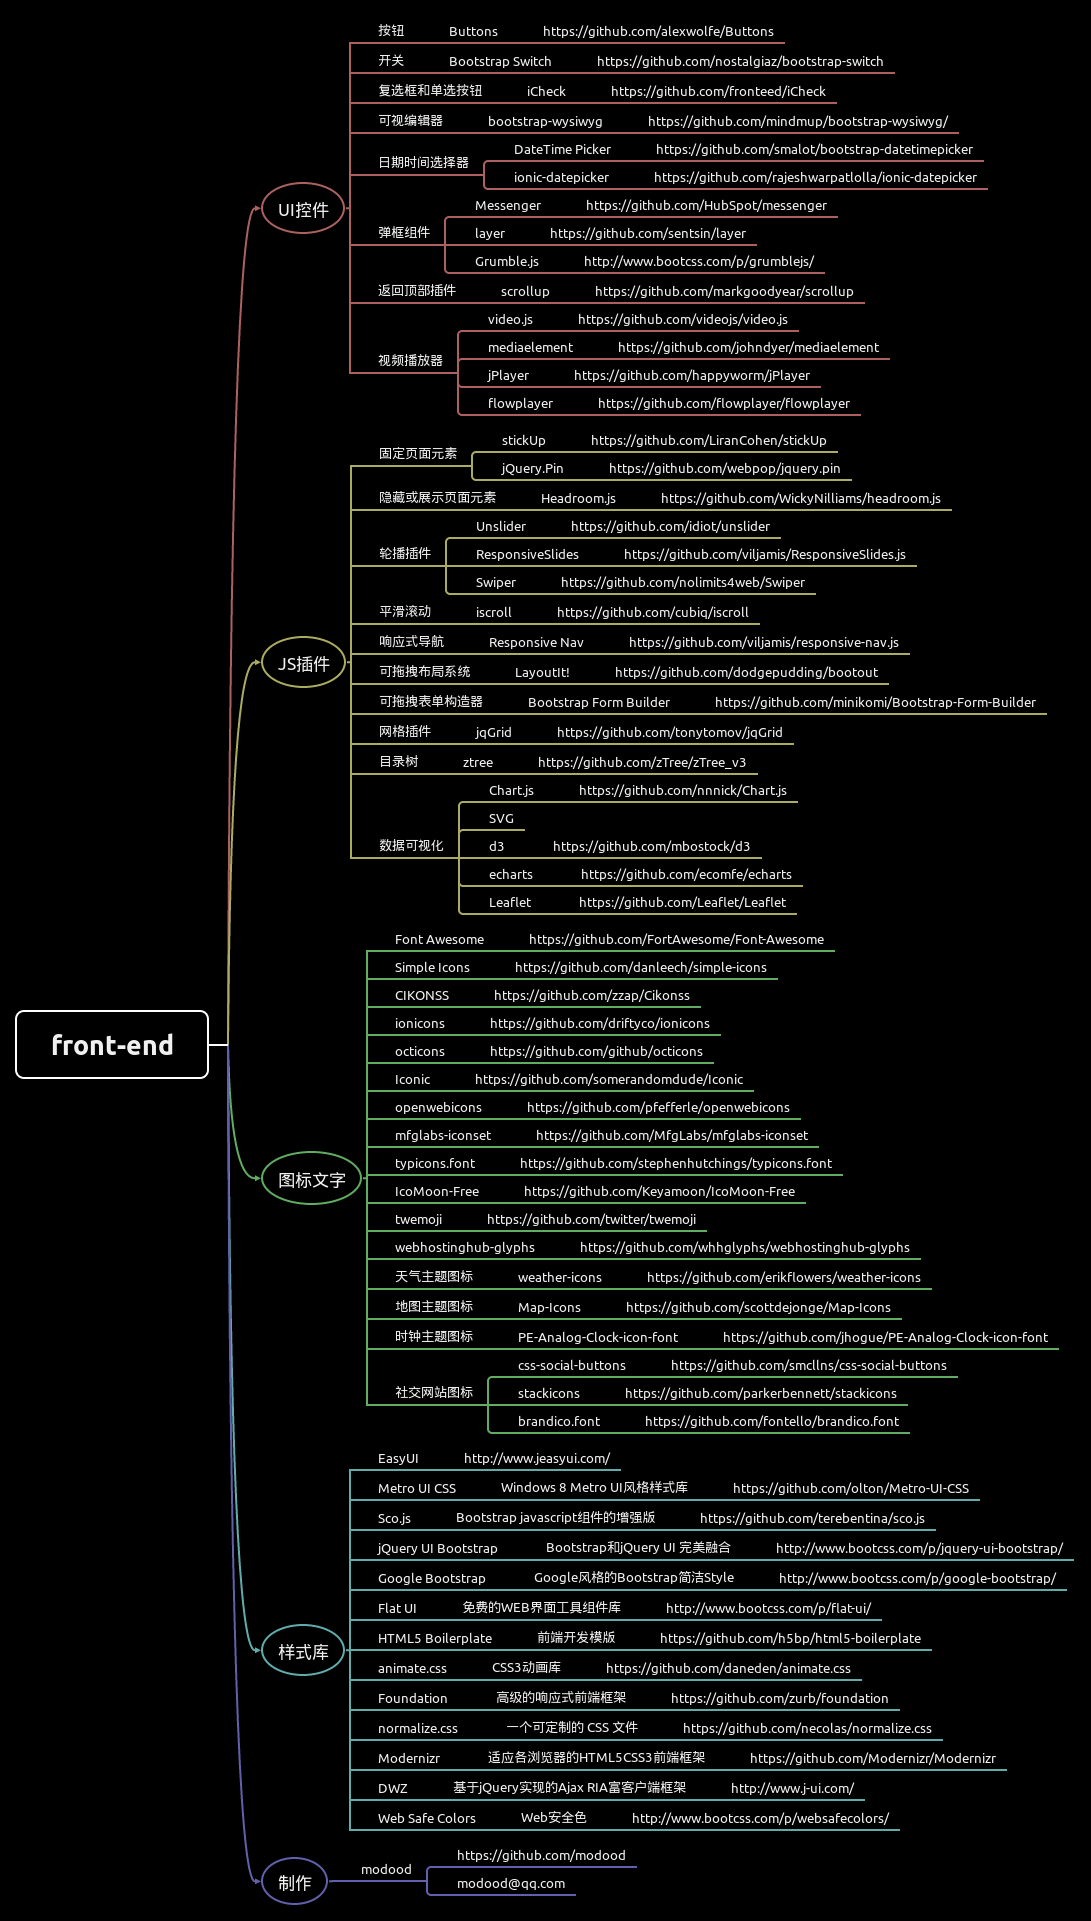 front-end
UI控件
按钮 Buttons https://github.com/alexwolfe/Buttons
开关 Bootstrap Switch https://github.com/nostalgiaz/bootstrap-switch
复选框和单选按钮 iCheck https://github.com/fronteed/iCheck
可视编辑器 bootstrap-wysiwyg https://github.com/mindmup/bootstrap-wysiwyg/
日期时间选择器
DateTime Picker https://github.com/smalot/bootstrap-datetimepicker
ionic-datepicker https://github.com/rajeshwarpatlolla/ionic-datepicker
弹框组件
Messenger https://github.com/HubSpot/messenger
layer https://github.com/sentsin/layer
Grumble.js http://www.bootcss.com/p/grumblejs/
返回顶部插件 scrollup https://github.com/markgoodyear/scrollup
视频播放器
video.js https://github.com/videojs/video.js
mediaelement https://github.com/johndyer/mediaelement
jPlayer https://github.com/happyworm/jPlayer
flowplayer https://github.com/flowplayer/flowplayer
JS插件
固定页面元素
stickUp https://github.com/LiranCohen/stickUp
jQuery.Pin https://github.com/webpop/jquery.pin
隐藏或展示页面元素 Headroom.js https://github.com/WickyNilliams/headroom.js
轮播插件
Unslider https://github.com/idiot/unslider
ResponsiveSlides https://github.com/viljamis/ResponsiveSlides.js
Swiper https://github.com/nolimits4web/Swiper
平滑滚动 iscroll https://github.com/cubiq/iscroll
响应式导航 Responsive Nav https://github.com/viljamis/responsive-nav.js
可拖拽布局系统 LayoutIt! https://github.com/dodgepudding/bootout
可拖拽表单构造器 Bootstrap Form Builder https://github.com/minikomi/Bootstrap-Form-Builder
网格插件 jqGrid https://github.com/tonytomov/jqGrid
目录树 ztree https://github.com/zTree/zTree_v3
数据可视化
Chart.js https://github.com/nnnick/Chart.js
SVG
d3 https://github.com/mbostock/d3
echarts https://github.com/ecomfe/echarts
Leaflet https://github.com/Leaflet/Leaflet
图标文字
Font Awesome https://github.com/FortAwesome/Font-Awesome
Simple Icons https://github.com/danleech/simple-icons
CIKONSS https://github.com/zzap/Cikonss
ionicons https://github.com/driftyco/ionicons
octicons https://github.com/github/octicons
Iconic https://github.com/somerandomdude/Iconic
openwebicons https://github.com/pfefferle/openwebicons
mfglabs-iconset https://github.com/MfgLabs/mfglabs-iconset
typicons.font https://github.com/stephenhutchings/typicons.font
IcoMoon-Free https://github.com/Keyamoon/IcoMoon-Free
twemoji https://github.com/twitter/twemoji
webhostinghub-glyphs https://github.com/whhglyphs/webhostinghub-glyphs
天气主题图标 weather-icons https://github.com/erikflowers/weather-icons
地图主题图标 Map-Icons https://github.com/scottdejonge/Map-Icons
时钟主题图标 PE-Analog-Clock-icon-font https://github.com/jhogue/PE-Analog-Clock-icon-font
社交网站图标
css-social-buttons https://github.com/smcllns/css-social-buttons
stackicons https://github.com/parkerbennett/stackicons
brandico.font https://github.com/fontello/brandico.font
样式库
EasyUI http://www.jeasyui.com/
Metro UI CSS Windows 8 Metro UI风格样式库 https://github.com/olton/Metro-UI-CSS
Sco.js Bootstrap javascript组件的增强版 https://github.com/terebentina/sco.js
jQuery UI Bootstrap Bootstrap和jQuery UI 完美融合 http://www.bootcss.com/p/jquery-ui-bootstrap/
Google Bootstrap Google风格的Bootstrap简洁Style http://www.bootcss.com/p/google-bootstrap/
Flat UI 免费的WEB界面工具组件库 http://www.bootcss.com/p/flat-ui/
HTML5 Boilerplate 前端开发模版 https://github.com/h5bp/html5-boilerplate
animate.css CSS3动画库 https://github.com/daneden/animate.css
Foundation 高级的响应式前端框架 https://github.com/zurb/foundation
normalize.css 一个可定制的 CSS 文件 https://github.com/necolas/normalize.css
Modernizr 适应各浏览器的HTML5CSS3前端框架 https://github.com/Modernizr/Modernizr
DWZ 基于jQuery实现的Ajax RIA富客户端框架 http://www.j-ui.com/
Web Safe Colors Web安全色 http://www.bootcss.com/p/websafecolors/
制作
modood
https://github.com/modood
modood@qq.com